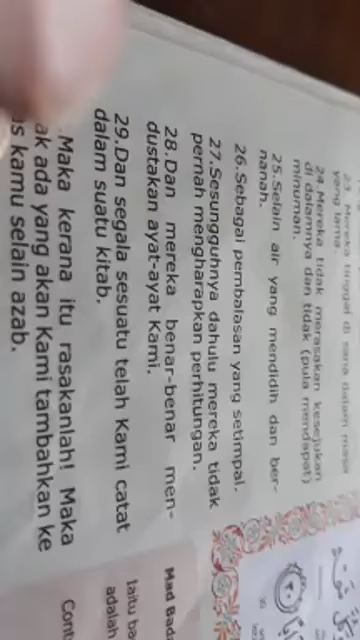 23. Mereka tinggal di sana dalam masa
yang lama.
24.Mereka tidak merasakan kesejukan
di dalamnya dan tidak (pula mendapat)
minuman.
25.Selain air yang mendidih dan ber-
nanah.
26.Sebagai pembalasan yang setimpal.
27.Sesungguhnya dahulu mereka tidak
pernah mengharapkan perhitungan.
28.Dan mereka benar-benar men-
dustakan ayat-ayat Kami.
29.Dan segala sesuatu telah Kami catat
dalam suatu kitab.
.Maka kerana itu rasakanlah! Maka
ak ada yang akan Kami tambahkan ke
as kamu selain azab.
Mad Bada
Iaitu ba
adalah
Cont